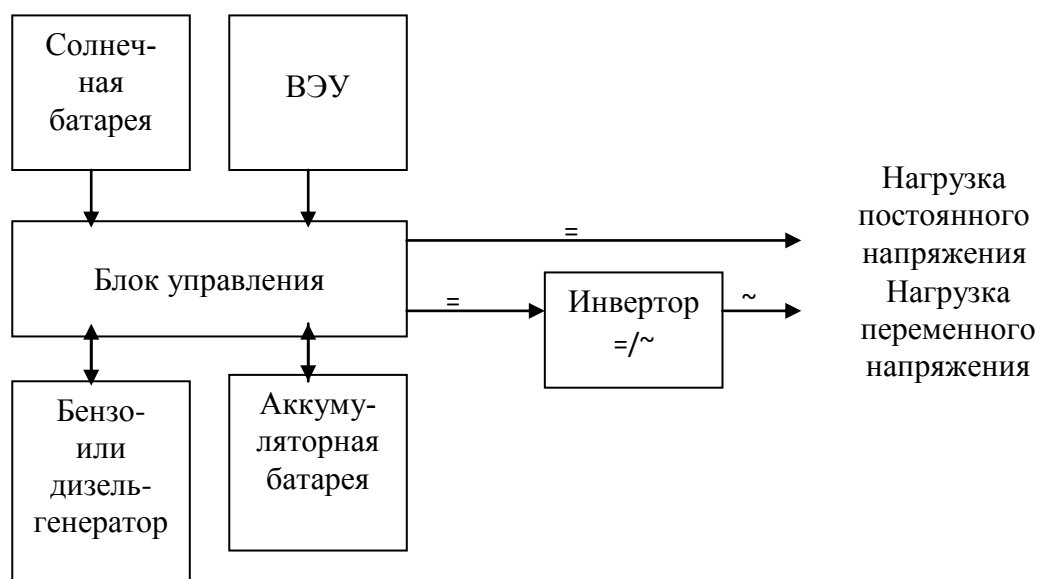 Солнеч-
ная
батарея
ВЭУ
Блок управления
=
Нагрузка
постоянного
напряжения
=
Инвертор
=/~
~
Нагрузка
переменного
напряжения
Бензо-
или
дизель-
генератор
Аккуму-
ляторная
батарея